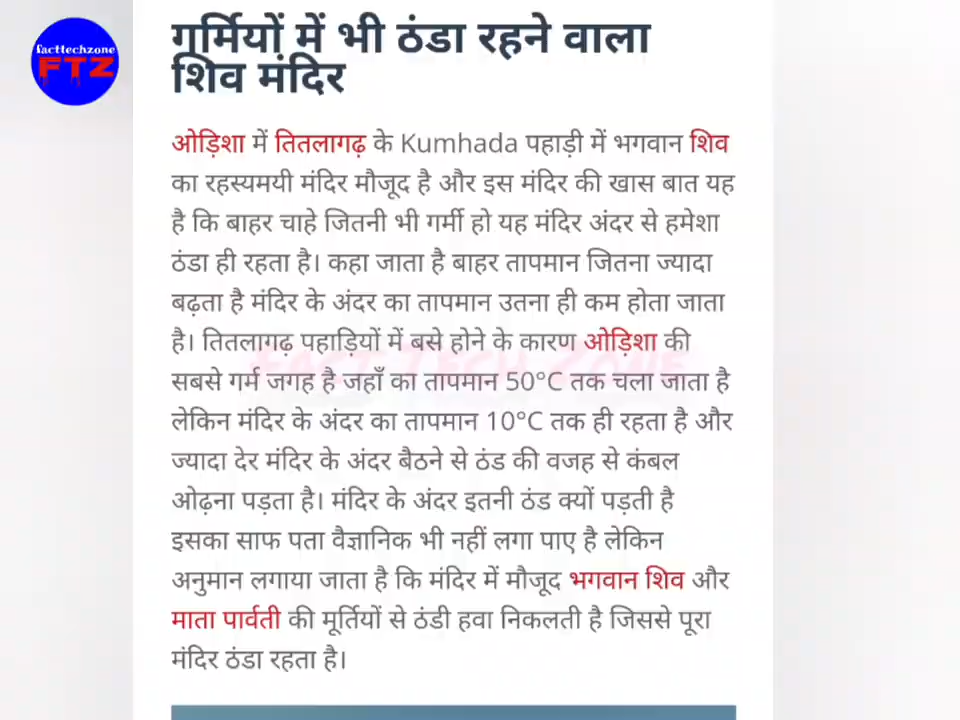 facttechzone
FTZ
गर्मियों में भी ठंडा रहने वाला
शिव मंदिर
ओड़िशा में तितलागढ़ के Kumhada पहाड़ी में भगवान शिव
का रहस्यमयी मंदिर मौजूद है और इस मंदिर की खास बात यह
है कि बाहर चाहे जितनी भी गर्मी हो यह मंदिर अंदर से हमेशा
ठंडा ही रहता है। कहा जाता है बाहर तापमान जितना ज्यादा
बढ़ता है मंदिर के अंदर का तापमान उतना ही कम होता जाता
है। तितलागढ़ पहाड़ियों में बसे होने के कारण ओड़िशा की
सबसे गर्म जगह है जहाँ का तापमान 50°C तक चला जाता है
लेकिन मंदिर के अंदर का तापमान 10°C तक ही रहता है और
ज्यादा देर मंदिर के अंदर बैठने से ठंड की वजह से कंबल
ओढ़ना पड़ता है। मंदिर के अंदर इतनी ठंड क्यों पड़ती है
इसका साफ पता वैज्ञानिक भी नहीं लगा पाए है लेकिन
अनुमान लगाया जाता है कि मंदिर में मौजूद भगवान शिव और
माता पार्वती की मूर्तियों से ठंडी हवा निकलती है जिससे पूरा
मंदिर ठंडा रहता है।
FACT TECH ZONE